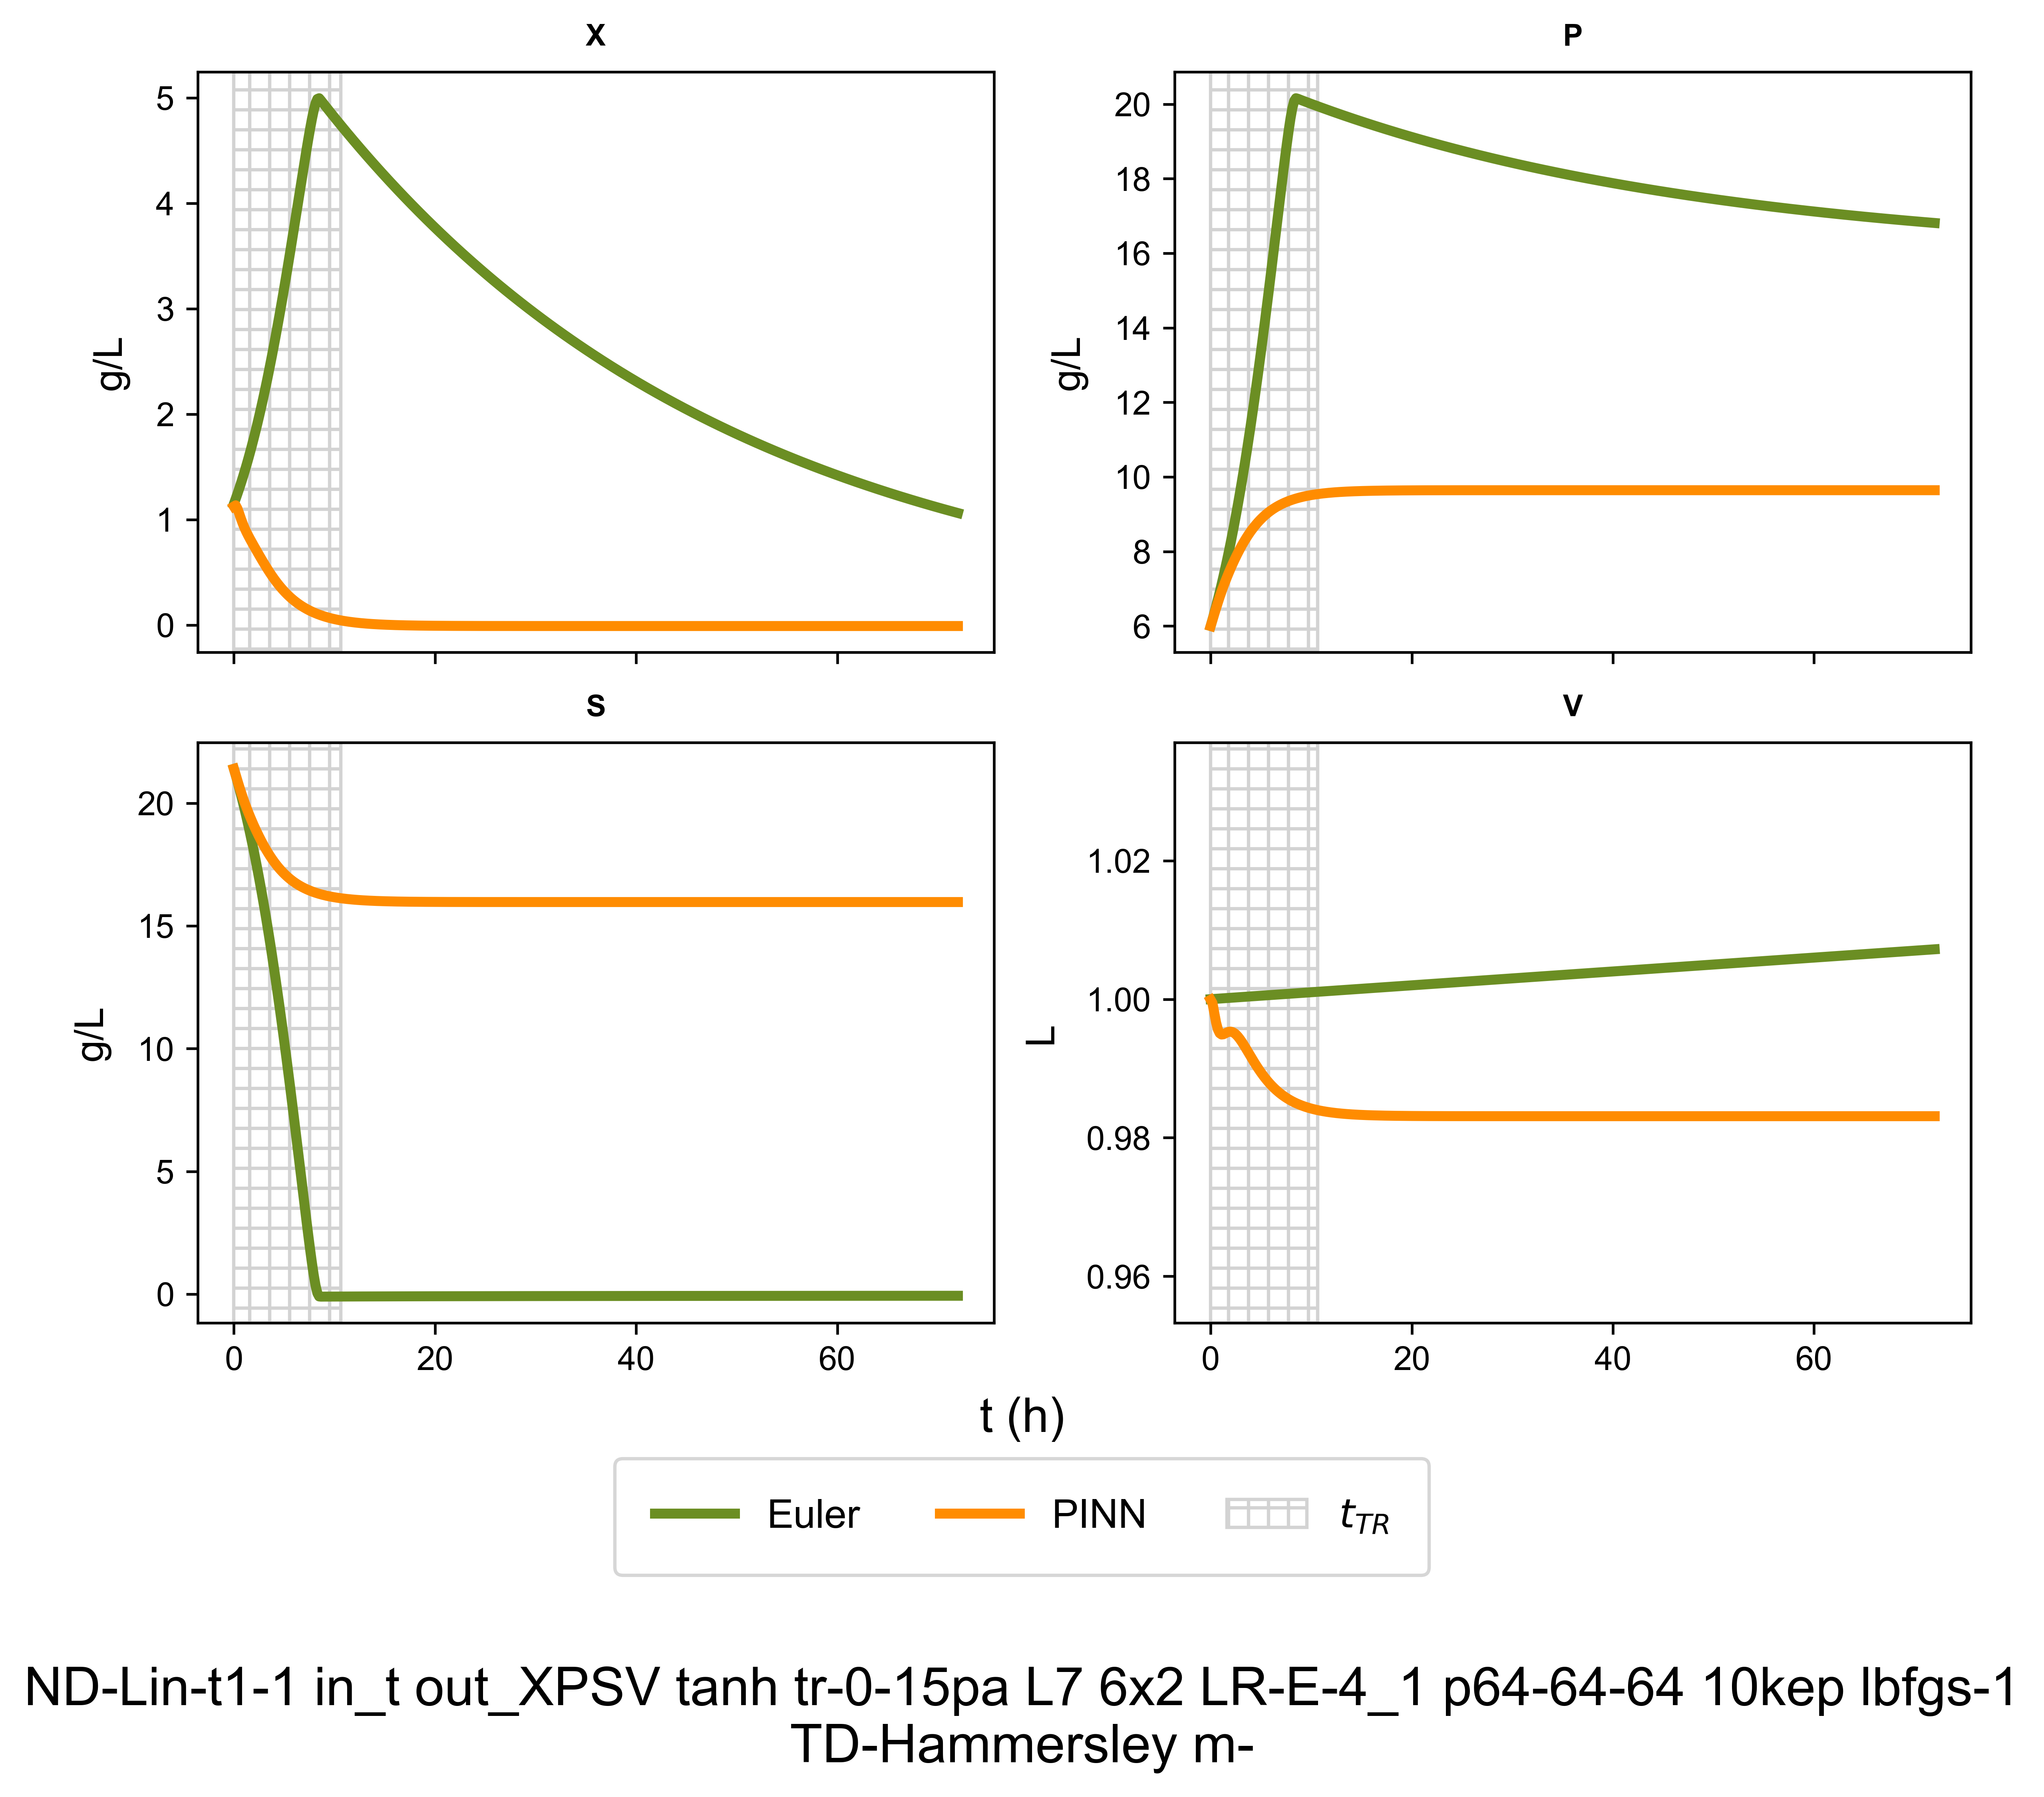 X
P
5
4
3
2
1
0
g/L
20
18
16
14
12
10
8
6
g/L
S
V
20
15
10
5
0
g/L
1.02
1.00
0.98
0.96
L
0 20 40 60
0 20 40 60
t (h)
Euler PINN t_TR
ND-Lin-t1-1 in_t out_XPSV tanh tr-0-15pa L7 6x2 LR-E-4_1 p64-64-64 10kep lbfgs-1
TD-Hammersley m-